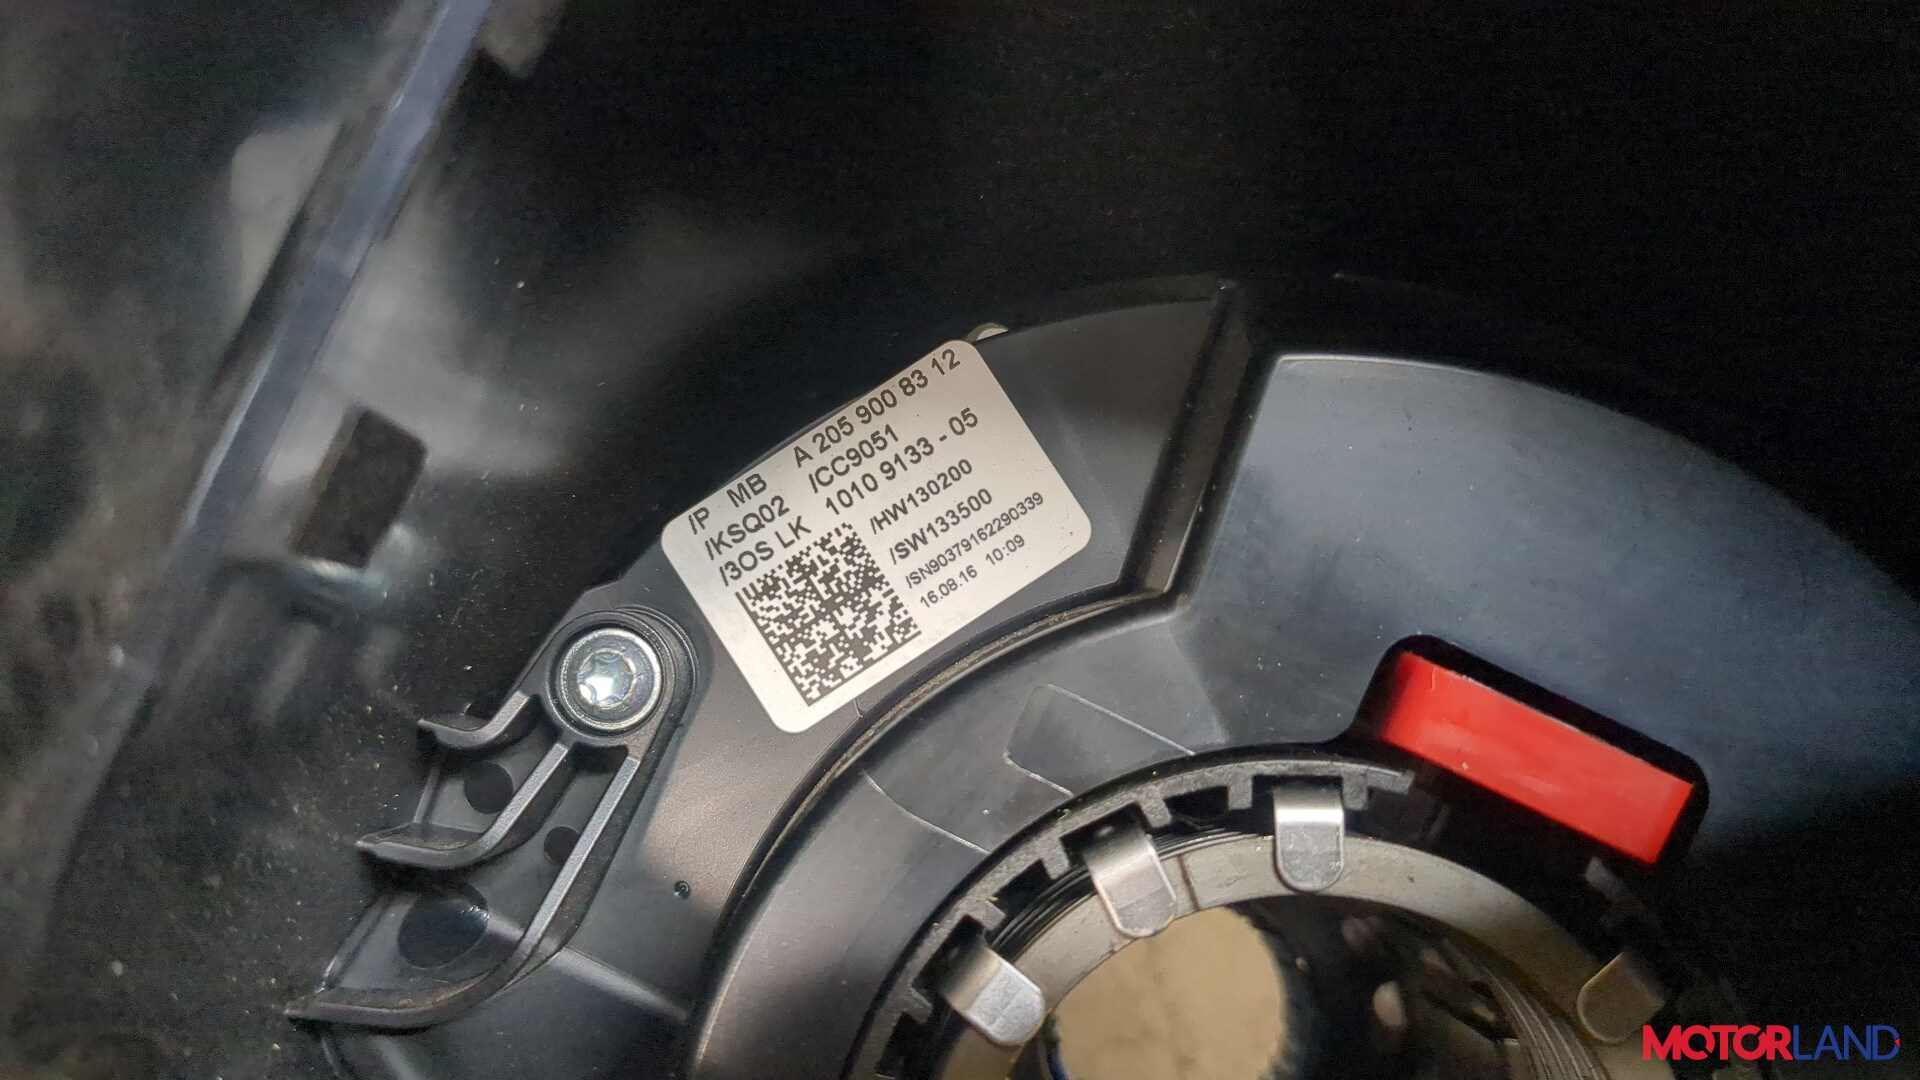 /P MB A 205 900 83 12
/KSQ02 /CC9051
/3OS LK 1010 9133 - 05
/HW130200
/SW133500
/SN90379162290339
16.08.16 10:09
MOTORLAND